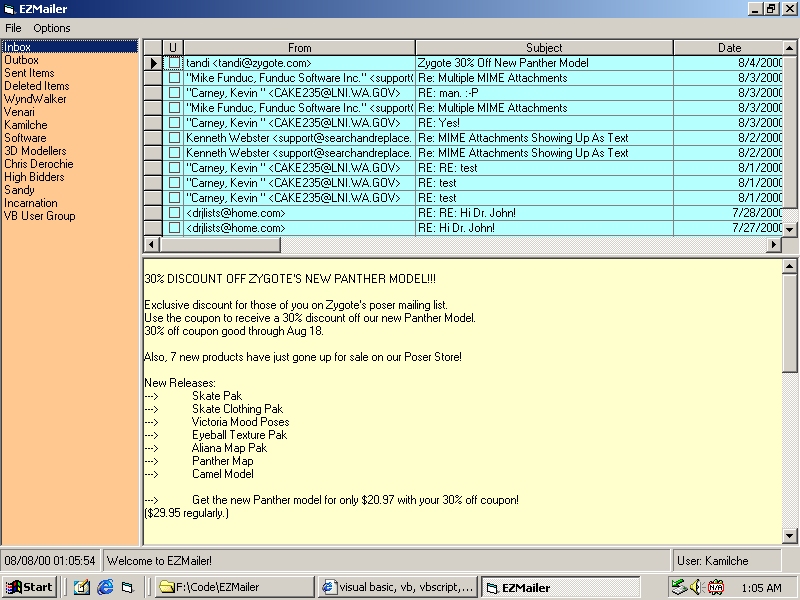 EZMailer
File Options
Inbox
Outbox
Sent Items
Deleted Items
WyndWalker
Venari
Kamilche
Software
3D Modellers
Chris Derochie
High Bidders
Sandy
Incarnation
VB User Group
U From Subject Date
tandi <tandi@zygote.com> Zygote 30% Off New Panther Model 8/4/2000
"Mike Funduc, Funduc Software Inc." <support( Re: Multiple MIME Attachments 8/3/2000
"Carney, Kevin " <CAKE235@LNI.WA.GOV> RE: man. :-P 8/3/2000
"Mike Funduc, Funduc Software Inc." <support( Re: Multiple MIME Attachments 8/3/2000
"Carney, Kevin " <CAKE235@LNI.WA.GOV> RE: Yes! 8/3/2000
Kenneth Webster <support@searchandreplace. Re: MIME Attachments Showing Up As Text 8/2/2000
Kenneth Webster <support@searchandreplace. Re: MIME Attachments Showing Up As Text 8/2/2000
"Carney, Kevin " <CAKE235@LNI.WA.GOV> RE: RE: test 8/1/2000
"Carney, Kevin " <CAKE235@LNI.WA.GOV> RE: test 8/1/2000
"Carney, Kevin " <CAKE235@LNI.WA.GOV> RE: test 8/1/2000
<drjlists@home.com> RE: RE: Hi Dr. John! 7/28/2000
<drjlists@home.com> RE: Hi Dr. John! 7/27/2000
30% DISCOUNT OFF ZYGOTE'S NEW PANTHER MODEL!!!
Exclusive discount for those of you on Zygote's poser mailing list.
Use the coupon to receive a 30% discount off our new Panther Model.
30% off coupon good through Aug 18.
Also, 7 new products have just gone up for sale on our Poser Store!
New Releases:
---> Skate Pak
---> Skate Clothing Pak
---> Victoria Mood Poses
---> Eyeball Texture Pak
---> Aliana Map Pak
---> Panther Map
---> Camel Model
---> Get the new Panther model for only $20.97 with your 30% off coupon!
($29.95 regularly.)
08/08/00 01:05:54 Welcome to EZMailer! User: Kamilche
Start F:\Code\EZMailer visual basic, vb, vbscript,... EZMailer 1:05 AM